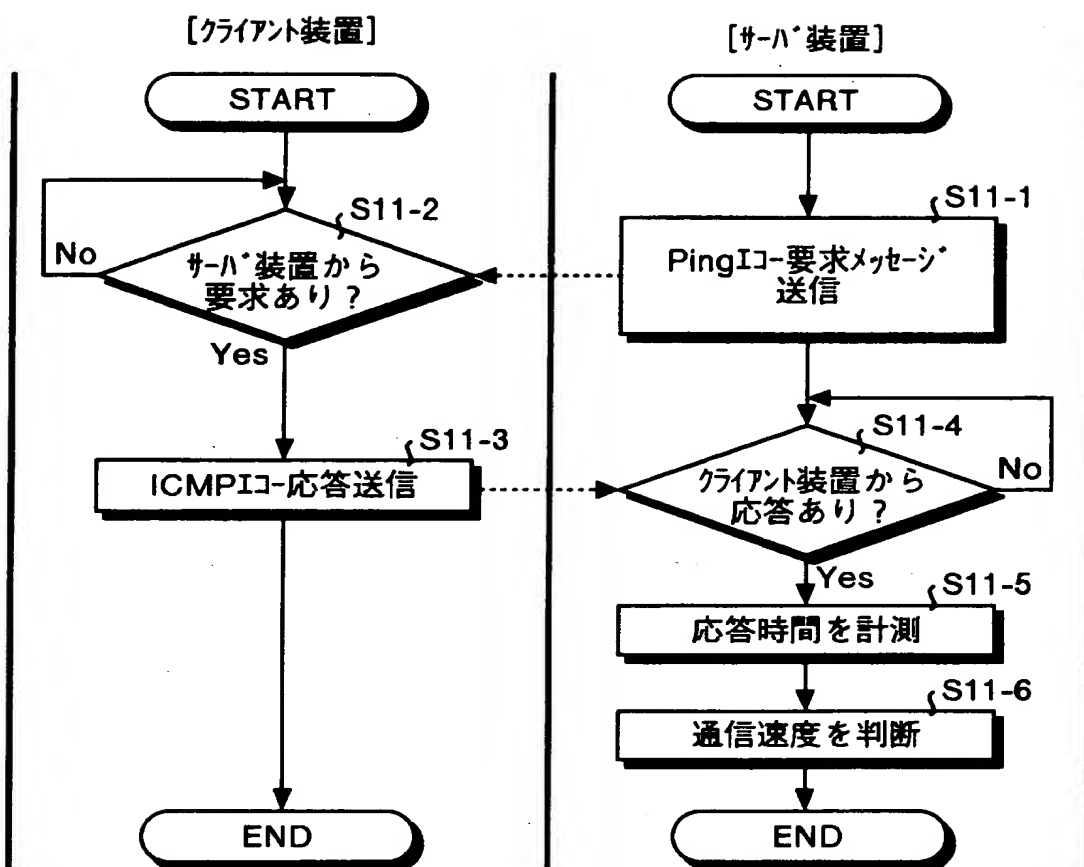 [クライアント装置]
START
S11-2
No
サーバ装置から
要求あり?
Yes
S11-3
ICMPエコー応答送信
END
[サーバ装置]
START
S11-1
Pingエコー要求メッセージ
送信
S11-4
No
クライアント装置から
応答あり?
Yes
S11-5
応答時間を計測
S11-6
通信速度を判断
END